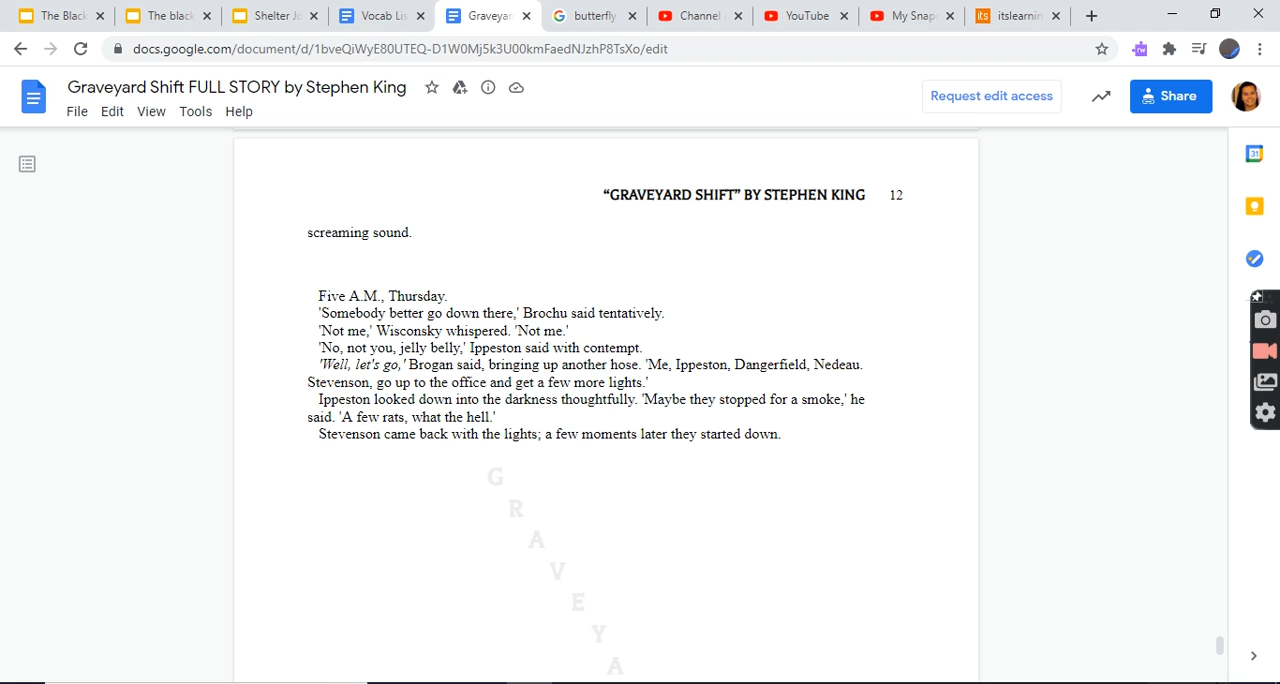 The Black
The black
Shelter Jo
Vocab Lis
Graveyar
butterfly
Channel
YouTube
My Snap
itslearnin
docs.google.com/document/d/1bveQiWyE80UTEQ-D1W0Mj5k3U00kmFaedNJzhP8TsXo/edit
Graveyard Shift FULL STORY by Stephen King
File Edit View Tools Help
Request edit access
Share
“GRAVEYARD SHIFT” BY STEPHEN KING 12
screaming sound.
Five A.M., Thursday.
'Somebody better go down there,' Brochu said tentatively.
'Not me,' Wisconsky whispered. 'Not me.'
'No, not you, jelly belly,' Ippeston said with contempt.
'Well, let's go,' Brogan said, bringing up another hose. 'Me, Ippeston, Dangerfield, Nedeau.
Stevenson, go up to the office and get a few more lights.'
Ippeston looked down into the darkness thoughtfully. 'Maybe they stopped for a smoke,' he
said. 'A few rats, what the hell.'
Stevenson came back with the lights; a few moments later they started down.
G
R
A
V
E
Y
A